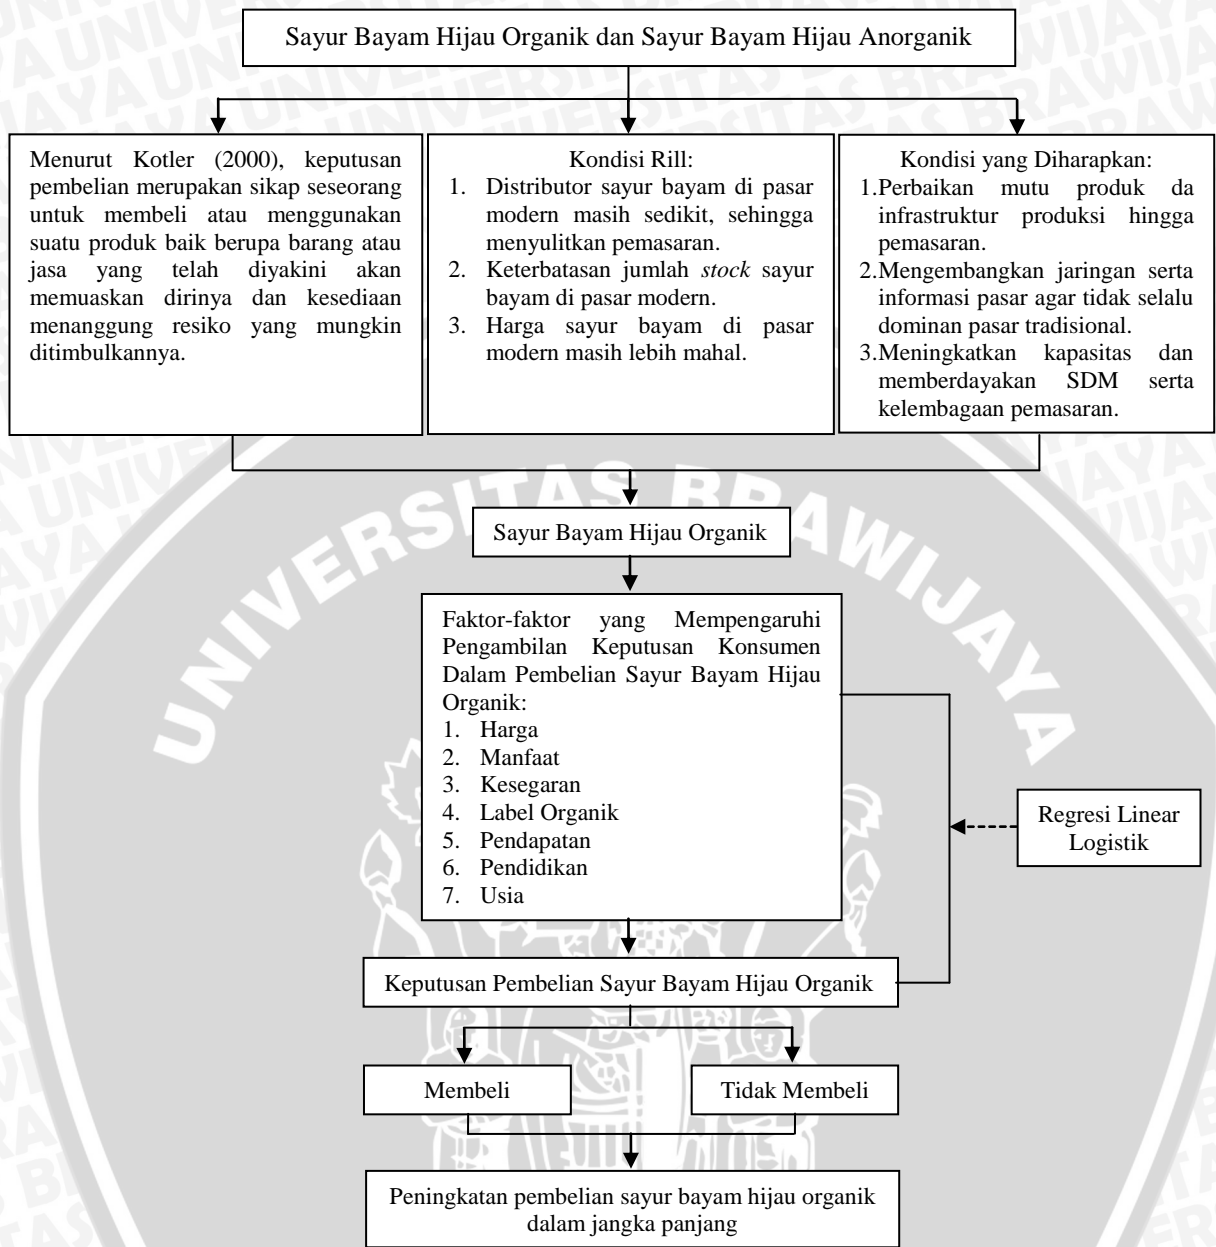 Sayur Bayam Hijau Organik dan Sayur Bayam Hijau Anorganik
Menurut Kotler (2000), keputusan
pembelian merupakan sikap seseorang
untuk membeli atau menggunakan
suatu produk baik berupa barang atau
jasa yang telah diyakini akan
memuaskan dirinya dan kesediaan
menanggung resiko yang mungkin
ditimbulkannya.
Kondisi Rill:
1. Distributor sayur bayam di pasar
modern masih sedikit, sehingga
menyulitkan pemasaran.
2. Keterbatasan jumlah stock sayur
bayam di pasar modern.
3. Harga sayur bayam di pasar
modern masih lebih mahal.
Kondisi yang Diharapkan:
1.Perbaikan mutu produk da
infrastruktur produksi hingga
pemasaran.
2.Mengembangkan jaringan serta
informasi pasar agar tidak selalu
dominan pasar tradisional.
3.Meningkatkan kapasitas dan
memberdayakan SDM serta
kelembagaan pemasaran.
UNIVERSITAS BRAWIJAYA
Sayur Bayam Hijau Organik
Faktor-faktor yang Mempengaruhi
Pengambilan Keputusan Konsumen
Dalam Pembelian Sayur Bayam Hijau
Organik:
1. Harga
2. Manfaat
3. Kesegaran
4. Label Organik
5. Pendapatan
6. Pendidikan
7. Usia
Regresi Linear
Logistik
Keputusan Pembelian Sayur Bayam Hijau Organik
Membeli
Tidak Membeli
Peningkatan pembelian sayur bayam hijau organik
dalam jangka panjang